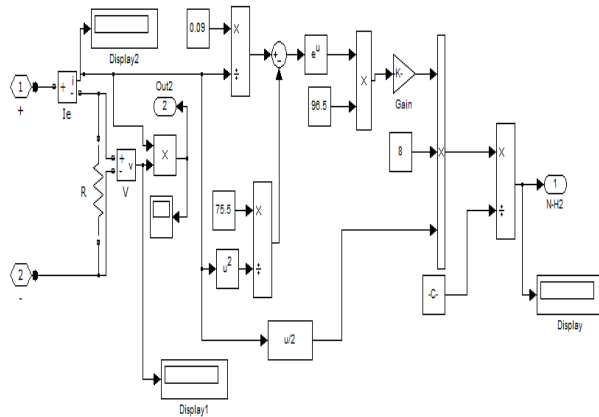 0.09
×
÷
Display2
1
+
+ i -
Ie
Out2
2
+
-
e^u
×
96.5
-K-
Gain
R
+ v -
V
×
8
×
×
÷
1
N-H2
75.5
×
÷
2
-
u^2
-C-
u/2
Display
Display1